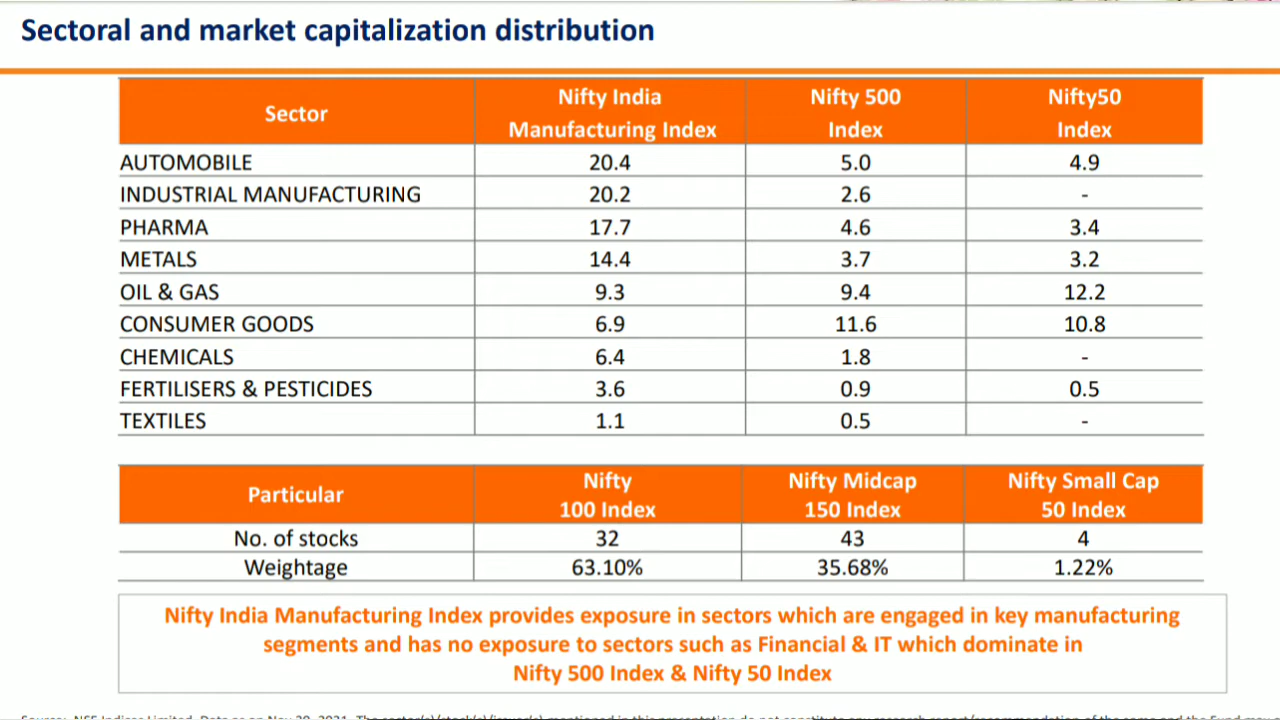 Sectoral and market capitalization distribution
Sector Nifty India Manufacturing Index Nifty 500 Index Nifty50 Index
AUTOMOBILE 20.4 5.0 4.9
INDUSTRIAL MANUFACTURING 20.2 2.6 -
PHARMA 17.7 4.6 3.4
METALS 14.4 3.7 3.2
OIL & GAS 9.3 9.4 12.2
CONSUMER GOODS 6.9 11.6 10.8
CHEMICALS 6.4 1.8 -
FERTILISERS & PESTICIDES 3.6 0.9 0.5
TEXTILES 1.1 0.5 -
Particular Nifty 100 Index Nifty Midcap 150 Index Nifty Small Cap 50 Index
No. of stocks 32 43 4
Weightage 63.10% 35.68% 1.22%
Nifty India Manufacturing Index provides exposure in sectors which are engaged in key manufacturing
segments and has no exposure to sectors such as Financial & IT which dominate in
Nifty 500 Index & Nifty 50 Index